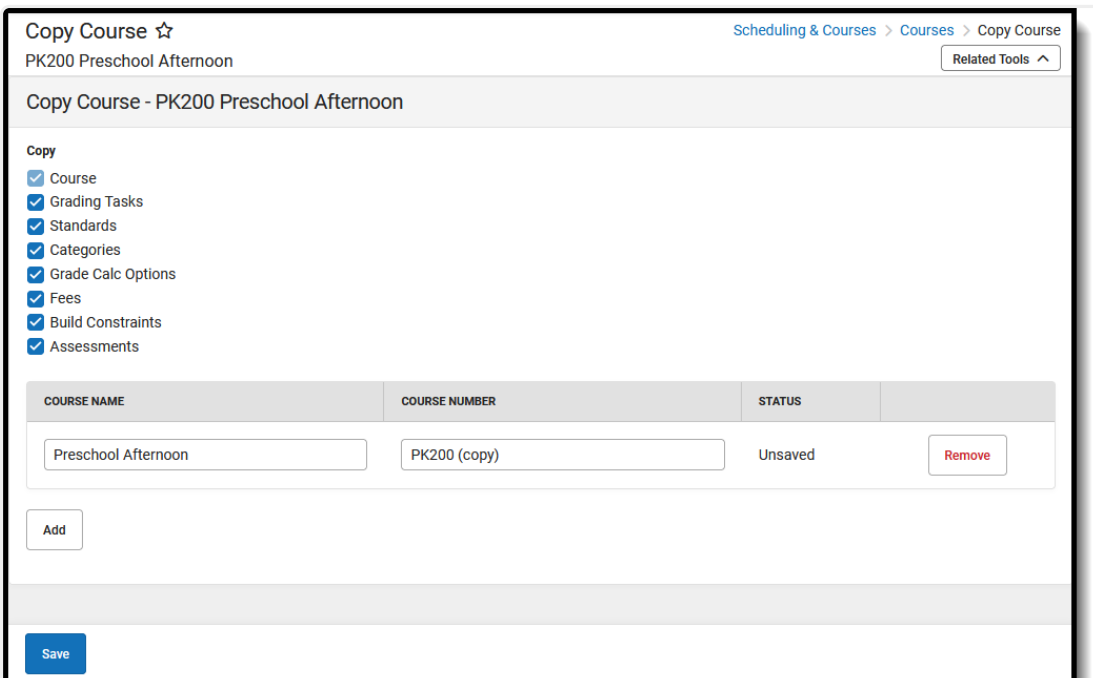 Copy Course
Scheduling & Courses > Courses > Copy Course
PK200 Preschool Afternoon
Related Tools
Copy Course - PK200 Preschool Afternoon
Copy
Course
Grading Tasks
Standards
Categories
Grade Calc Options
Fees
Build Constraints
Assessments
COURSE NAME COURSE NUMBER STATUS
Preschool Afternoon PK200 (copy) Unsaved Remove
Add
Save